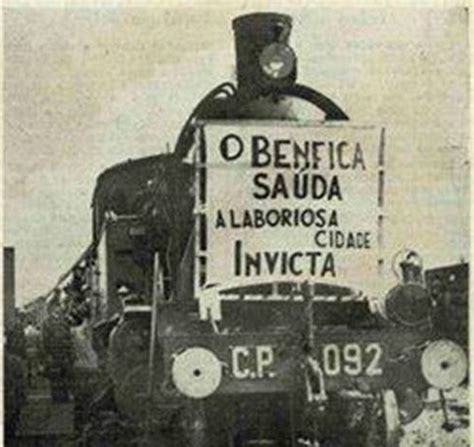 O BENFICA
SAÚDA
A LABORIOSA
CIDADE
INVICTA
C.P. 092